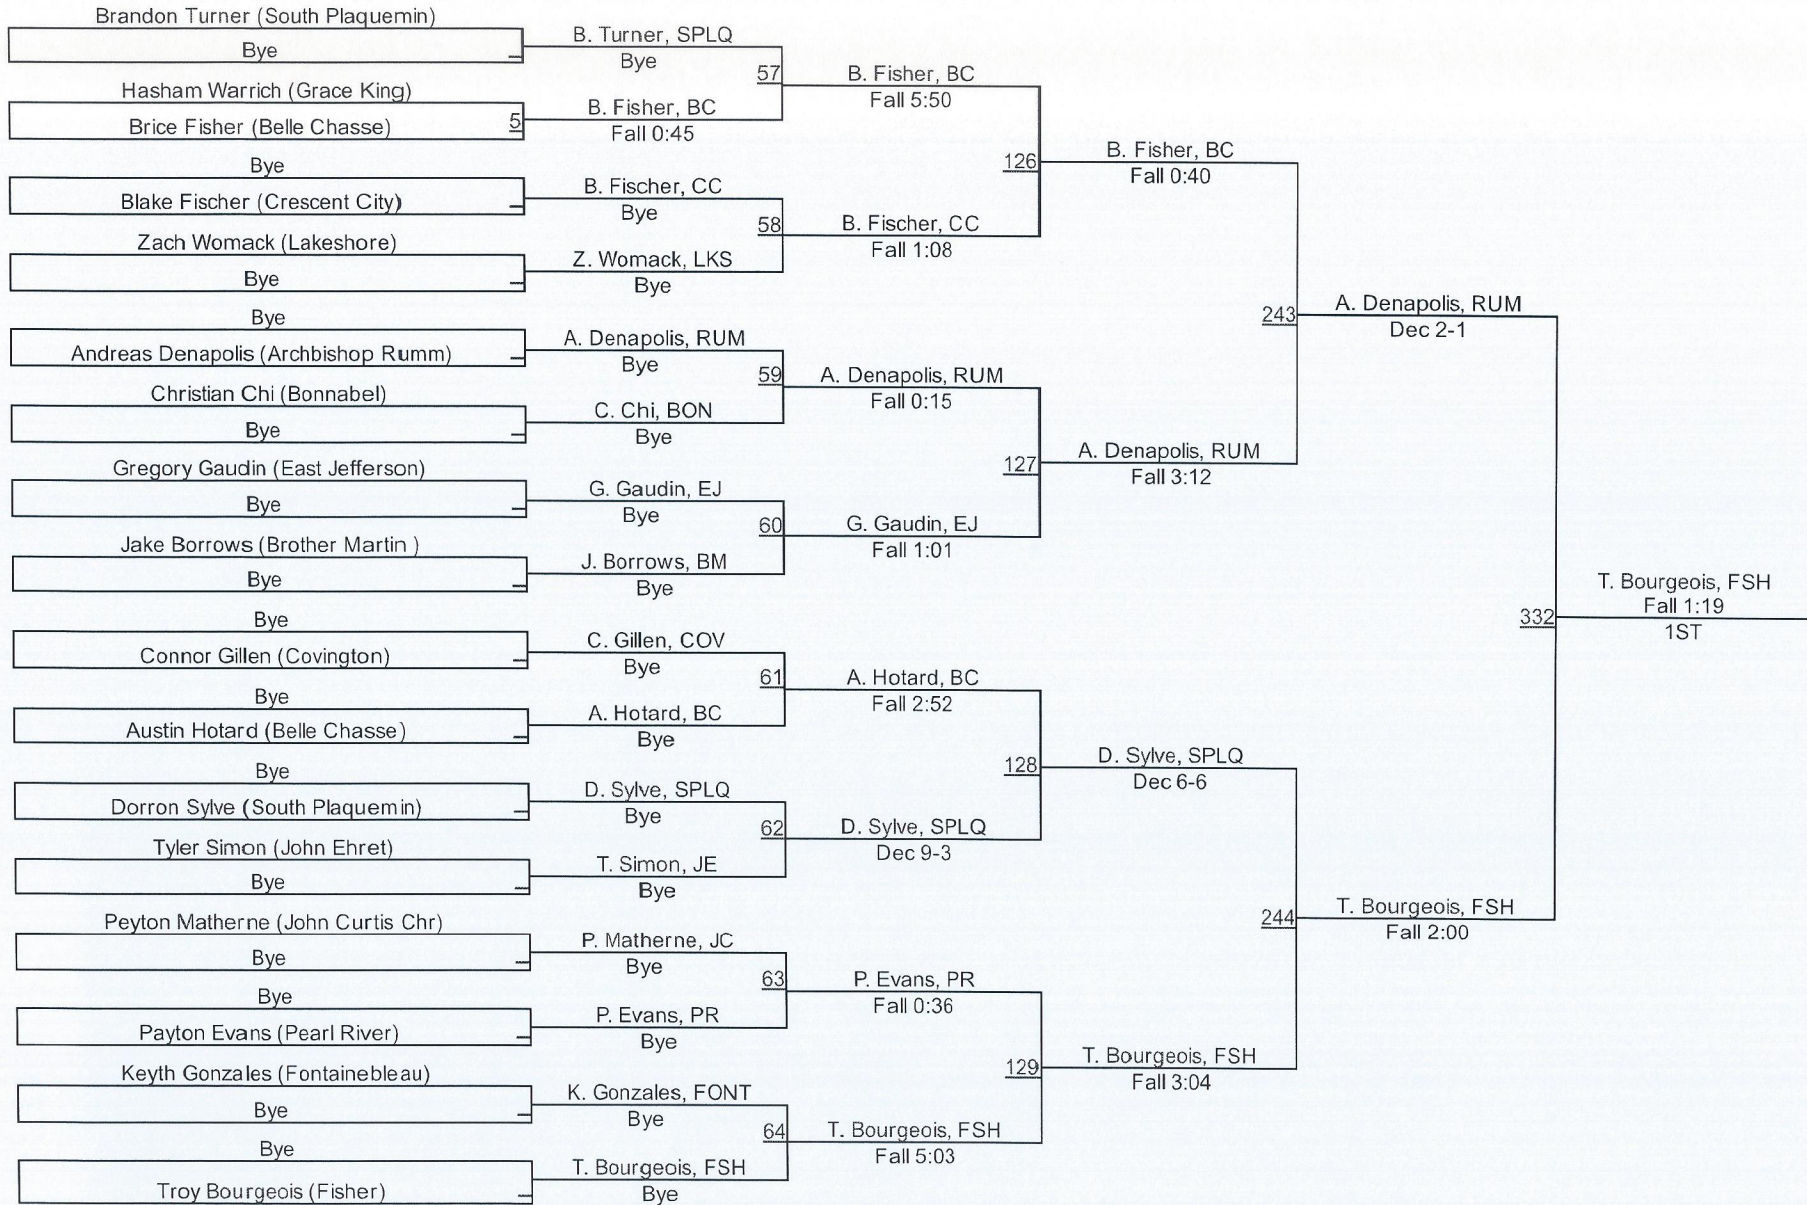 Brandon Turner (South Plaquemin)
Bye
Hasham Warrich (Grace King)
5
Brice Fisher (Belle Chasse)
Bye
Blake Fischer (Crescent City)
Zach Womack (Lakeshore)
Bye
Bye
Andreas Denapolis (Archbishop Rumm)
Christian Chi (Bonnabel)
Bye
Gregory Gaudin (East Jefferson)
Bye
Jake Borrows (Brother Martin )
Bye
Bye
Connor Gillen (Covington)
Bye
Austin Hotard (Belle Chasse)
Bye
Dorron Sylve (South Plaquemin)
Tyler Simon (John Ehret)
Bye
Peyton Matherne (John Curtis Chr)
Bye
Bye
Payton Evans (Pearl River)
Keyth Gonzales (Fontainebleau)
Bye
Bye
Troy Bourgeois (Fisher)
B. Turner, SPLQ
Bye
57
B. Fisher, BC
Fall 0:45
B. Fischer, CC
Bye
58
Z. Womack, LKS
Bye
A. Denapolis, RUM
Bye
59
C. Chi, BON
Bye
G. Gaudin, EJ
Bye
60
J. Borrows, BM
Bye
C. Gillen, COV
Bye
61
A. Hotard, BC
Bye
D. Sylve, SPLQ
Bye
62
T. Simon, JE
Bye
P. Matherne, JC
Bye
63
P. Evans, PR
Bye
K. Gonzales, FONT
Bye
64
T. Bourgeois, FSH
Bye
B. Fisher, BC
Fall 5:50
126
B. Fischer, CC
Fall 1:08
A. Denapolis, RUM
Fall 0:15
127
G. Gaudin, EJ
Fall 1:01
A. Hotard, BC
Fall 2:52
128
D. Sylve, SPLQ
Dec 9-3
P. Evans, PR
Fall 0:36
129
T. Bourgeois, FSH
Fall 5:03
B. Fisher, BC
Fall 0:40
243
A. Denapolis, RUM
Fall 3:12
D. Sylve, SPLQ
Dec 6-6
244
T. Bourgeois, FSH
Fall 3:04
A. Denapolis, RUM
Dec 2-1
332
T. Bourgeois, FSH
Fall 2:00
T. Bourgeois, FSH
Fall 1:19
1ST